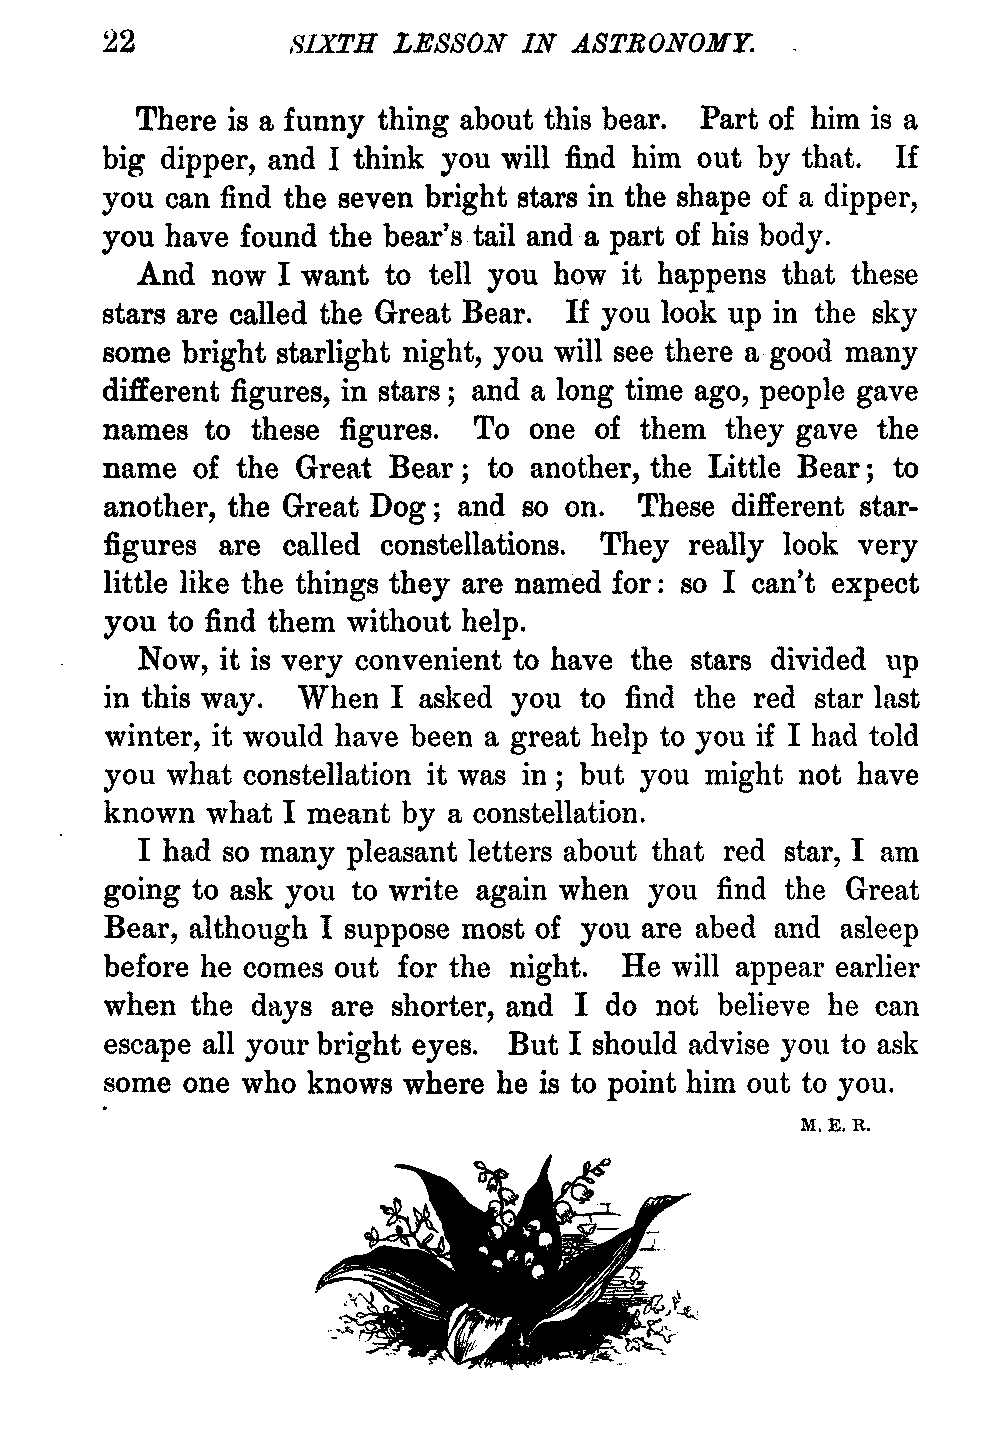 22 SIXTH LESSON IN ASTRONOMY.
There is a funny thing about this bear. Part of him is a
big dipper, and I think you will find him out by that. If
you can find the seven bright stars in the shape of a dipper,
you have found the bear's tail and a part of his body.
And now I want to tell you how it happens that these
stars are called the Great Bear. If you look up in the sky
some bright starlight night, you will see there a good many
different figures, in stars; and a long time ago, people gave
names to these figures. To one of them they gave the
name of the Great Bear; to another, the Little Bear; to
another, the Great Dog; and so on. These different star-
figures are called constellations. They really look very
little like the things they are named for: so I can't expect
you to find them without help.
Now, it is very convenient to have the stars divided up
in this way. When I asked you to find the red star last
winter, it would have been a great help to you if I had told
you what constellation it was in; but you might not have
known what I meant by a constellation.
I had so many pleasant letters about that red star, I am
going to ask you to write again when you find the Great
Bear, although I suppose most of you are abed and asleep
before he comes out for the night. He will appear earlier
when the days are shorter, and I do not believe he can
escape all your bright eyes. But I should advise you to ask
some one who knows where he is to point him out to you.
M. E. R.